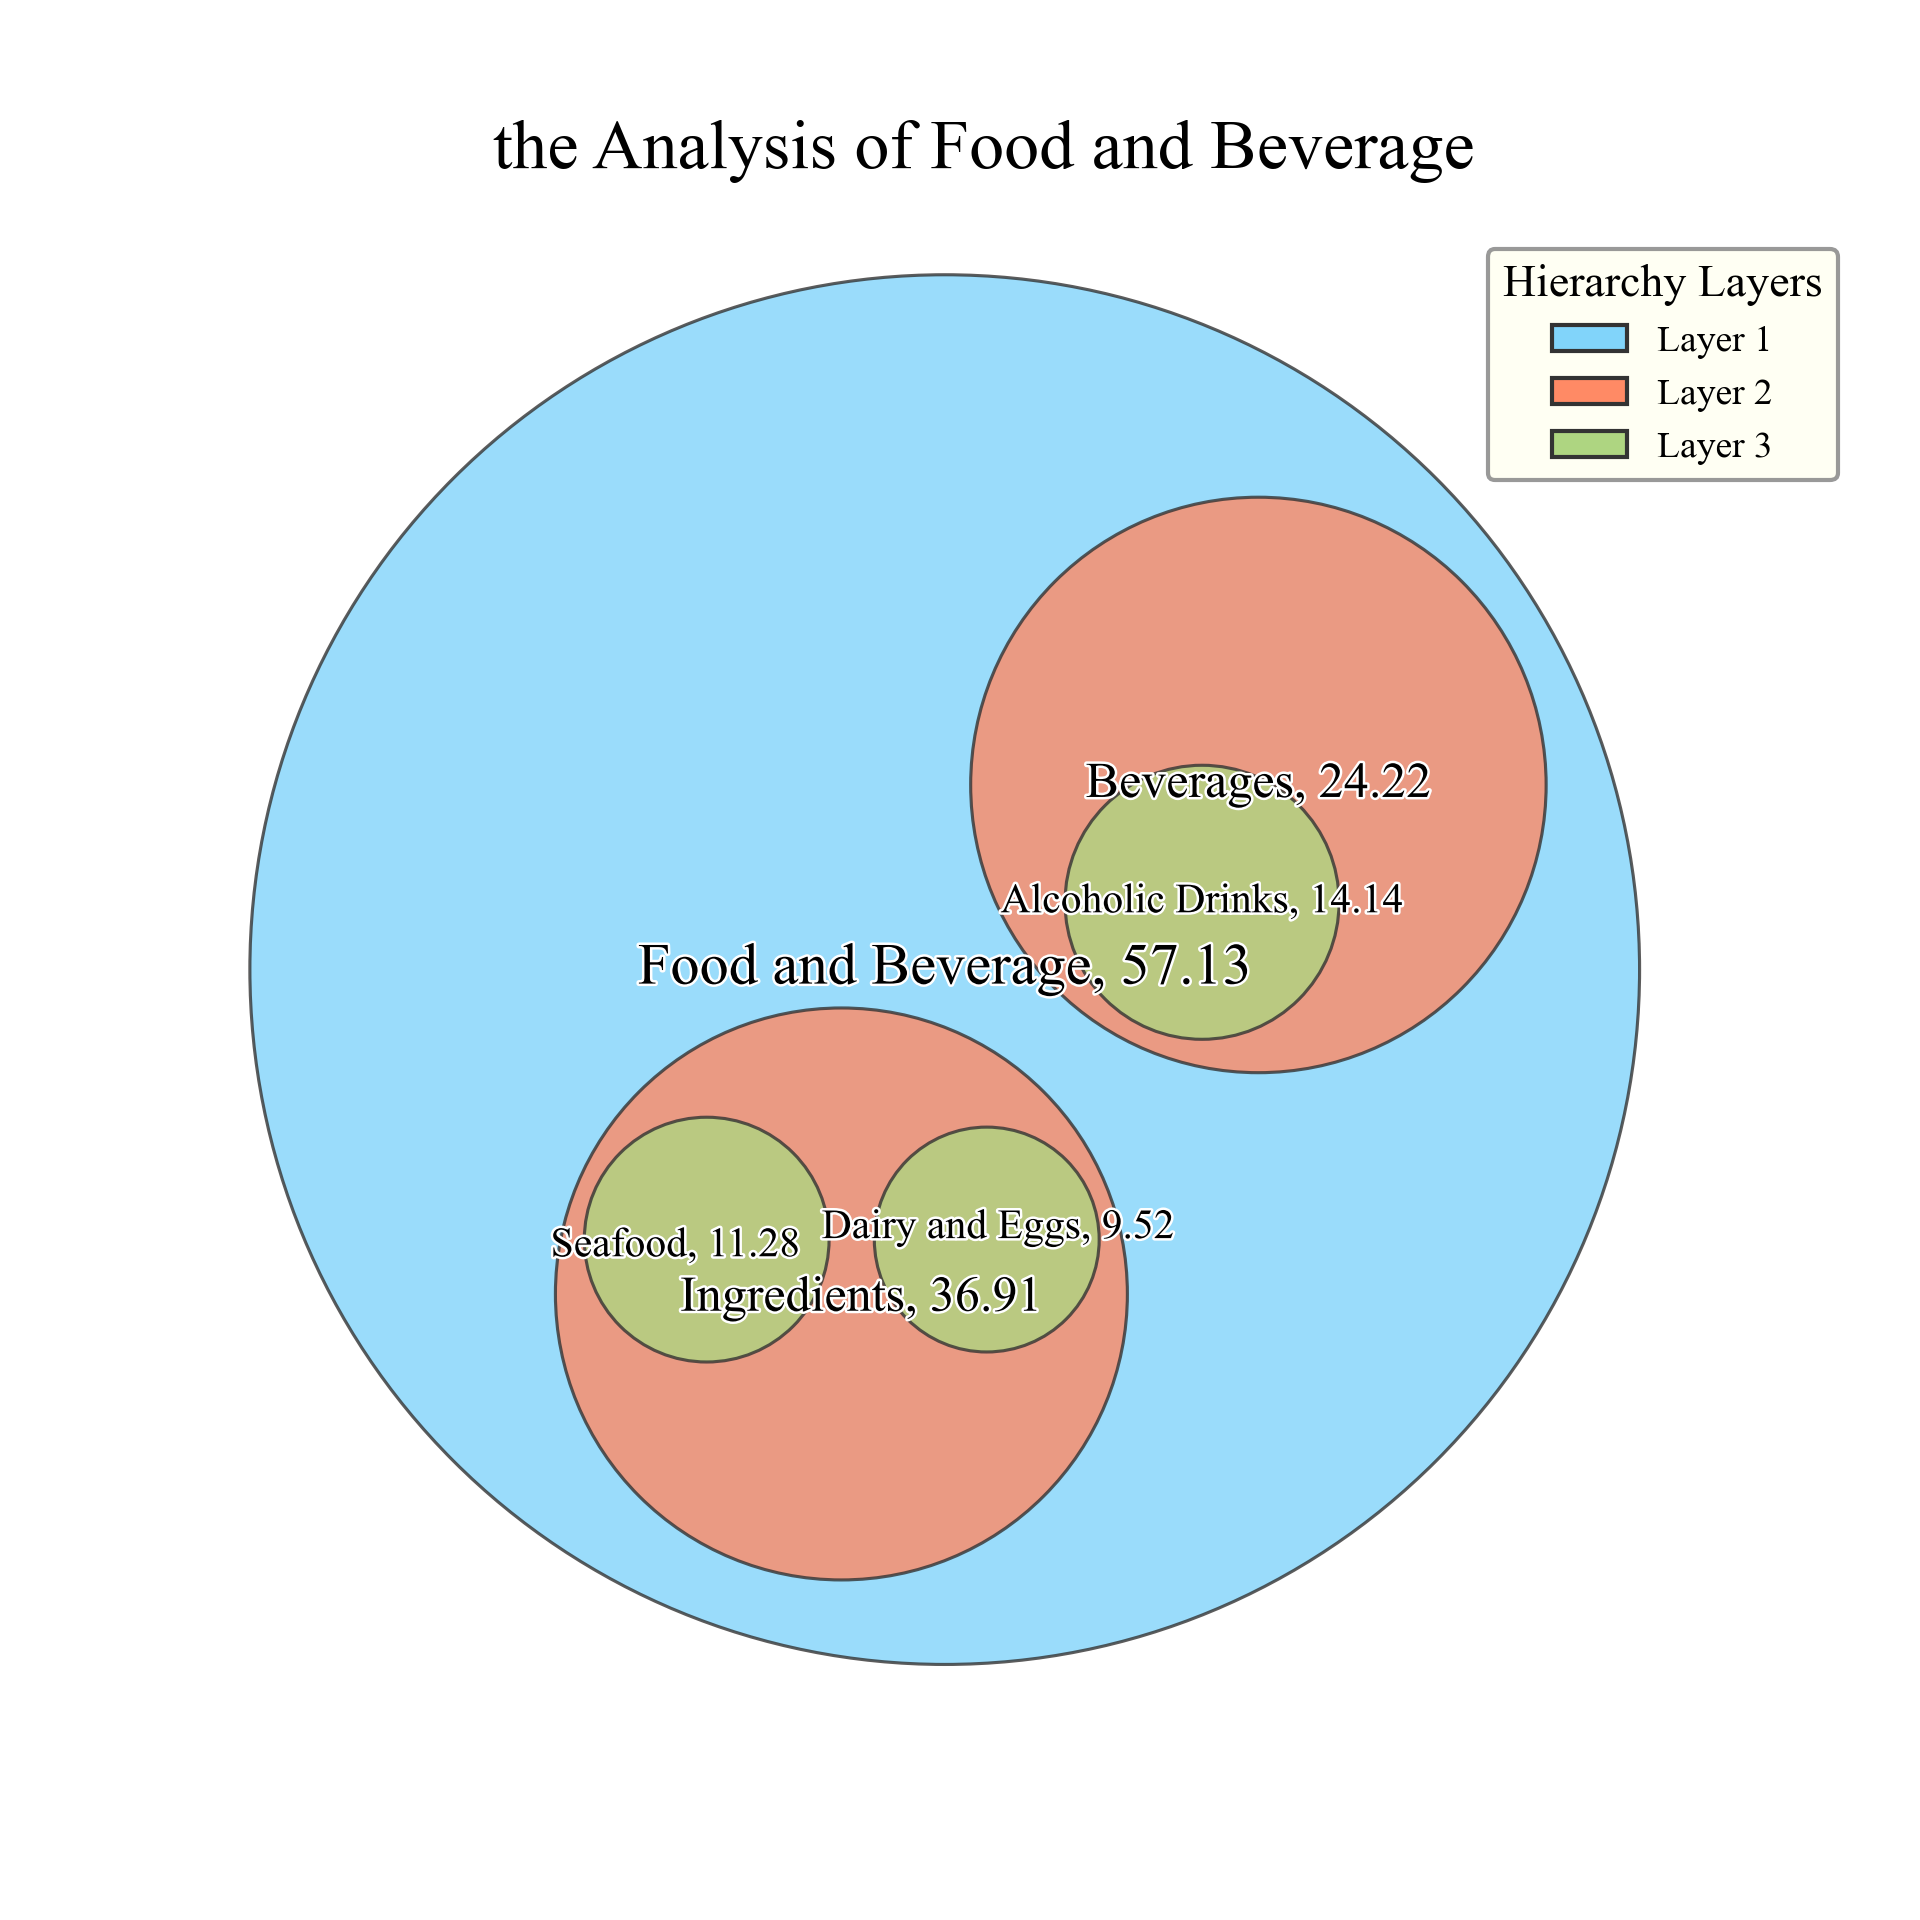 the Analysis of Food and Beverage
Hierarchy Layers
Layer 1
Layer 2
Layer 3
Beverages, 24.22
Alcoholic Drinks, 14.14
Food and Beverage, 57.13
Dairy and Eggs, 9.52
Seafood, 11.28
Ingredients, 36.91